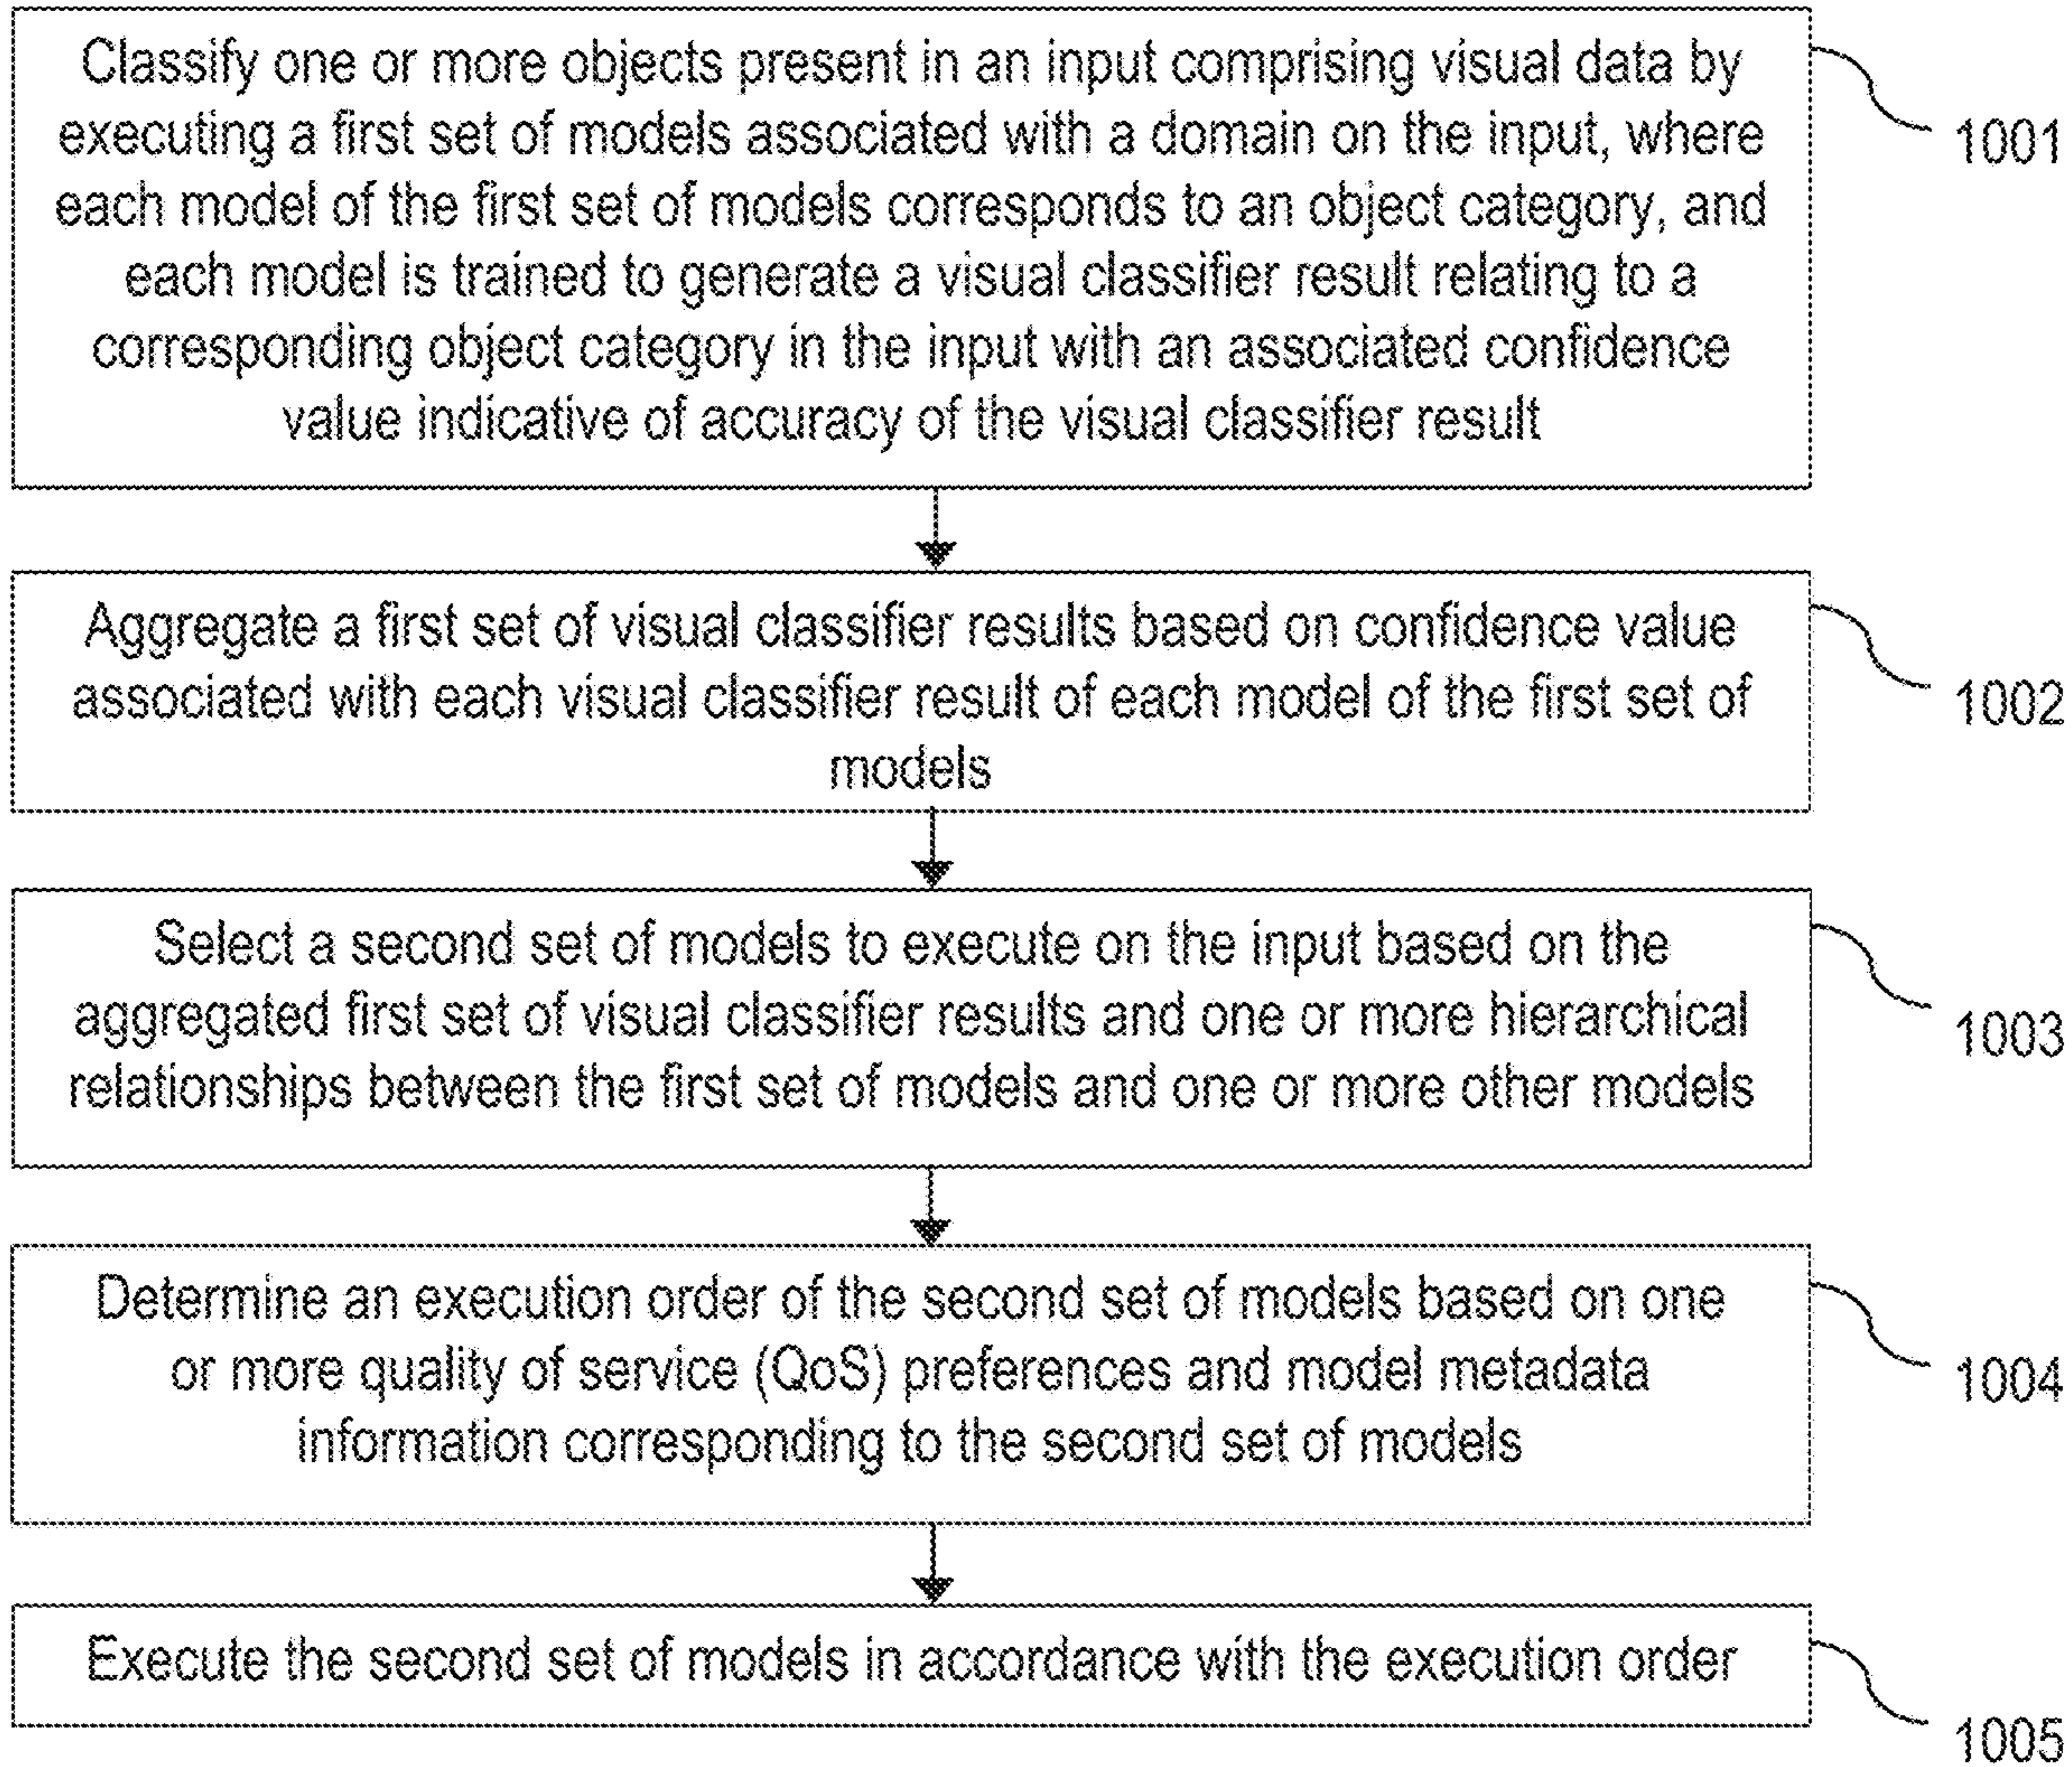 Classify one or more objects present in an input comprising visual data by
executing a first set of models associated with a domain on the input, where
each model of the first set of models corresponds to an object category, and
each model is trained to generate a visual classifier result relating to a
corresponding object category in the input with an associated confidence
value indicative of accuracy of the visual classifier result
1001
Aggregate a first set of visual classifier results based on confidence value
associated with each visual classifier result of each model of the first set of
models
1002
Select a second set of models to execute on the input based on the
aggregated first set of visual classifier results and one or more hierarchical
relationships between the first set of models and one or more other models
1003
Determine an execution order of the second set of models based on one
or more quality of service (QoS) preferences and model metadata
information corresponding to the second set of models
1004
Execute the second set of models in accordance with the execution order
1005